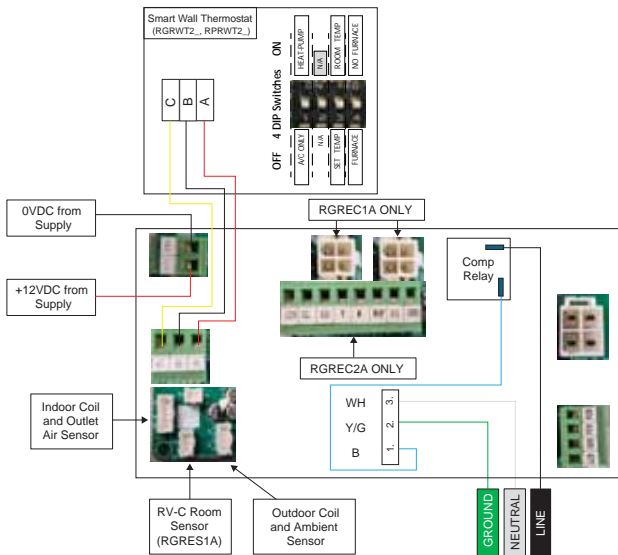 Smart Wall Thermostat
(RGRWT2_, RPRWT2_)
C
B
A
OFF 4 DIP Switches ON
HEAT-PUMP
N/A
ROOM TEMP
NO FURNACE
A/C ONLY
N/A
SET TEMP
FURNACE
0VDC from
Supply
+12VDC from
Supply
RGREC1A ONLY
Comp
Relay
RGREC2A ONLY
Indoor Coil
and Outlet
Air Sensor
WH
3.
Y/G
2.
B
1.
RV-C Room
Sensor
(RGRES1A)
Outdoor Coil
and Ambient
Sensor
GROUND
NEUTRAL
LINE